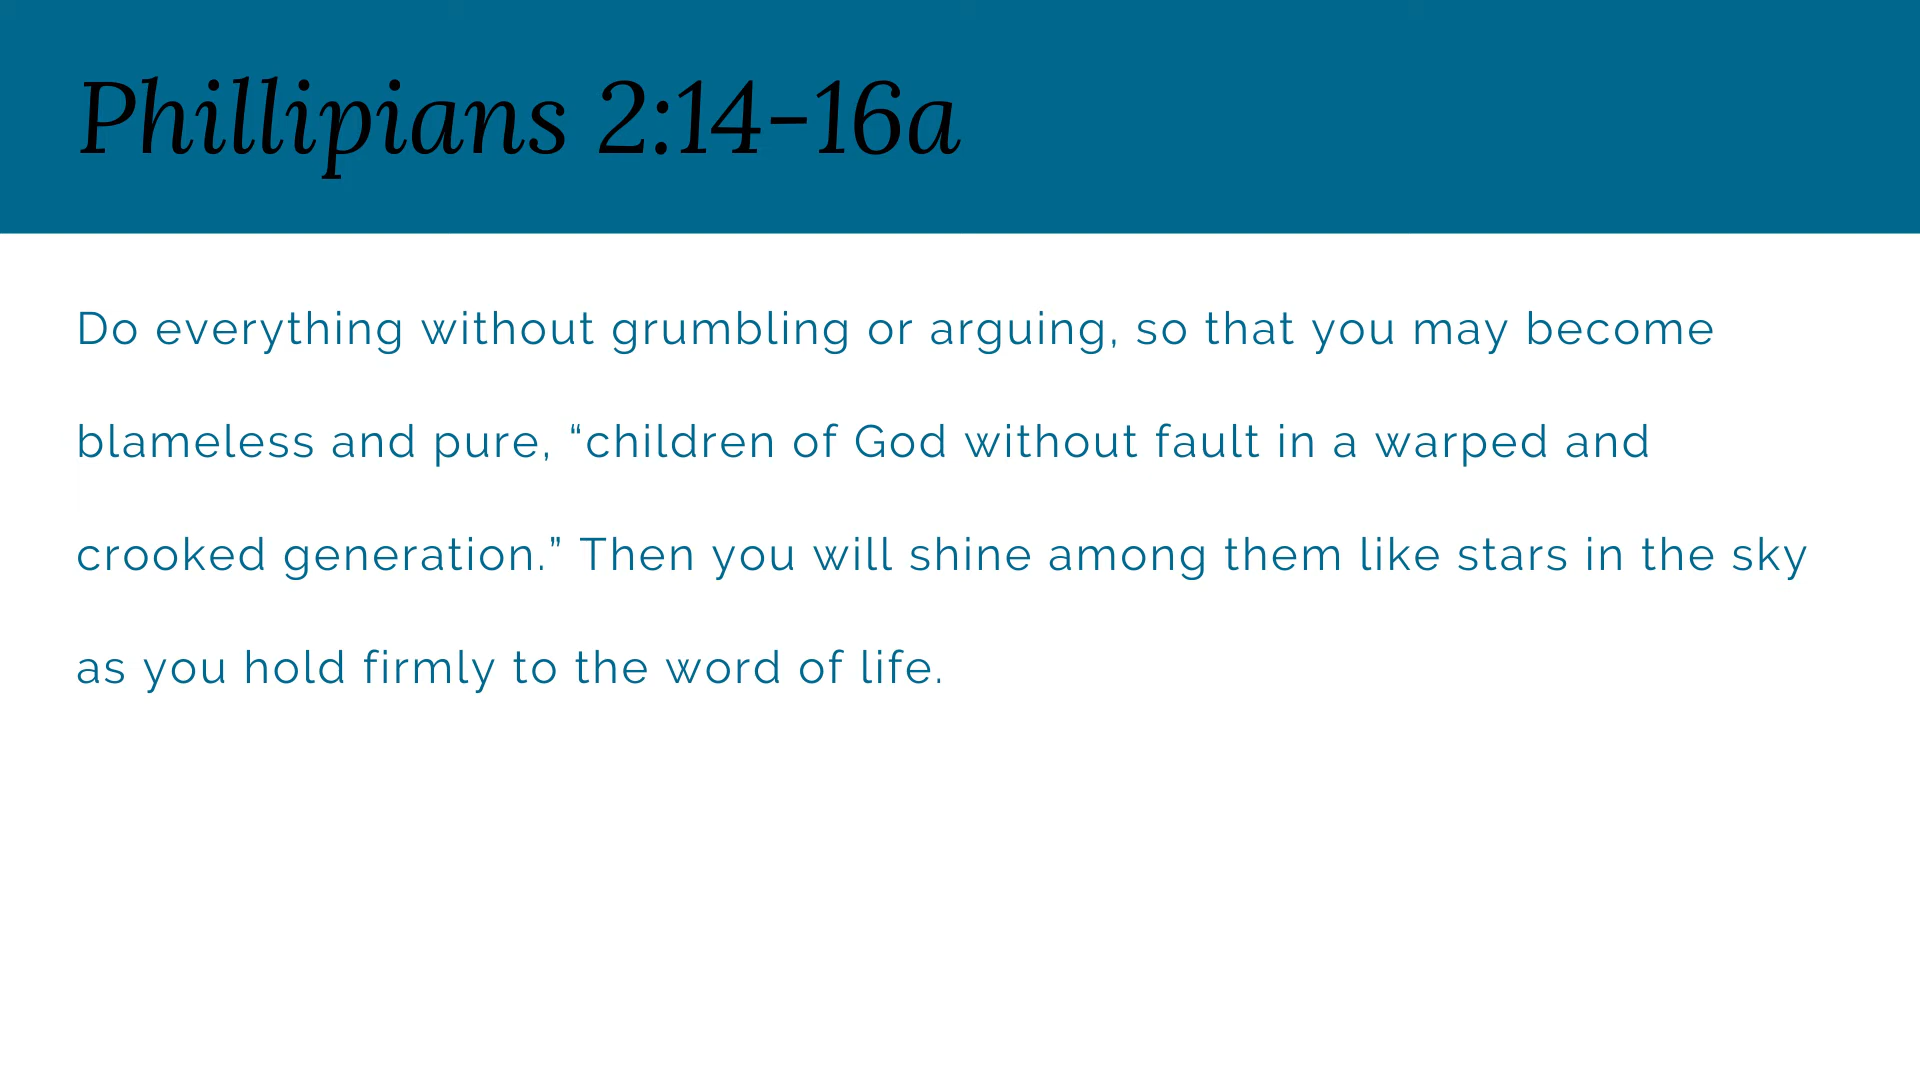 Phillipians 2:14-16a
Do everything without grumbling or arguing, so that you may become
blameless and pure, “children of God without fault in a warped and
crooked generation.” Then you will shine among them like stars in the sky
as you hold firmly to the word of life.